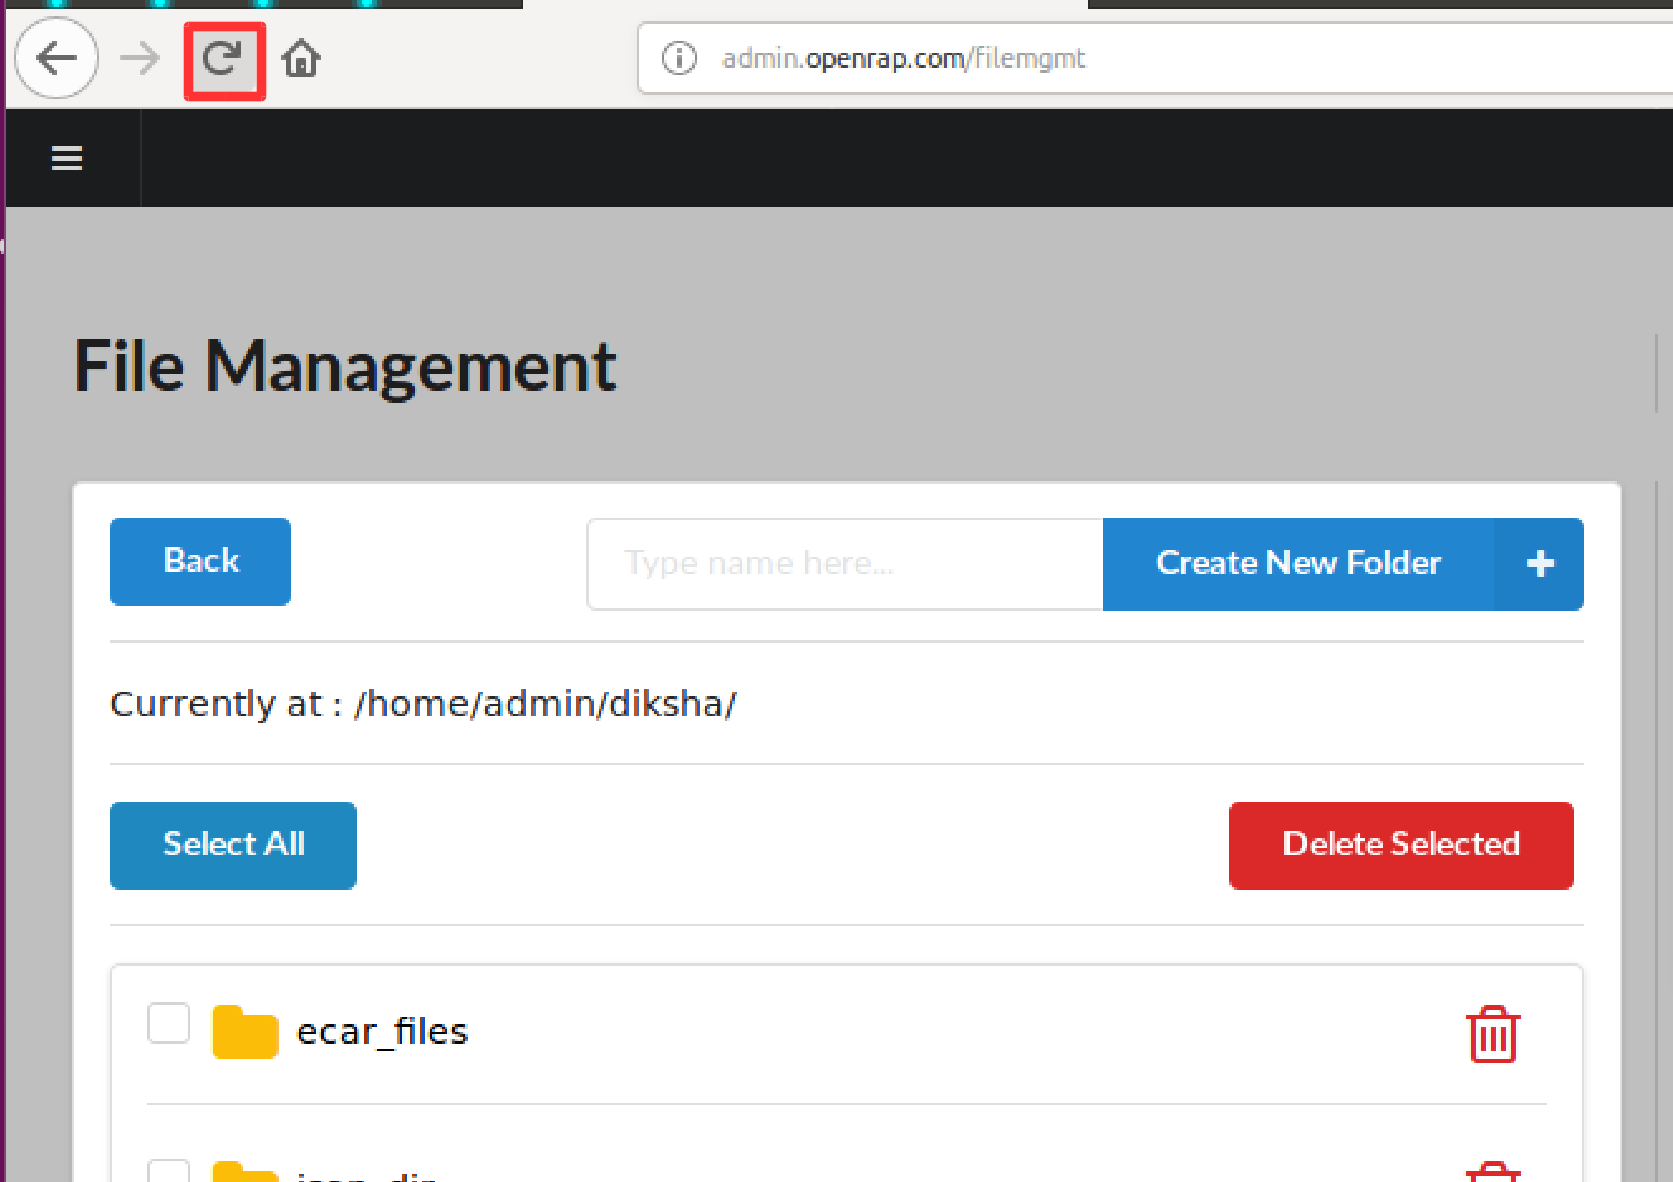 admin.openrap.com/filemgmt
File Management
Back
Type name here...
Create New Folder
Currently at : /home/admin/diksha/
Select All
Delete Selected
ecar_files